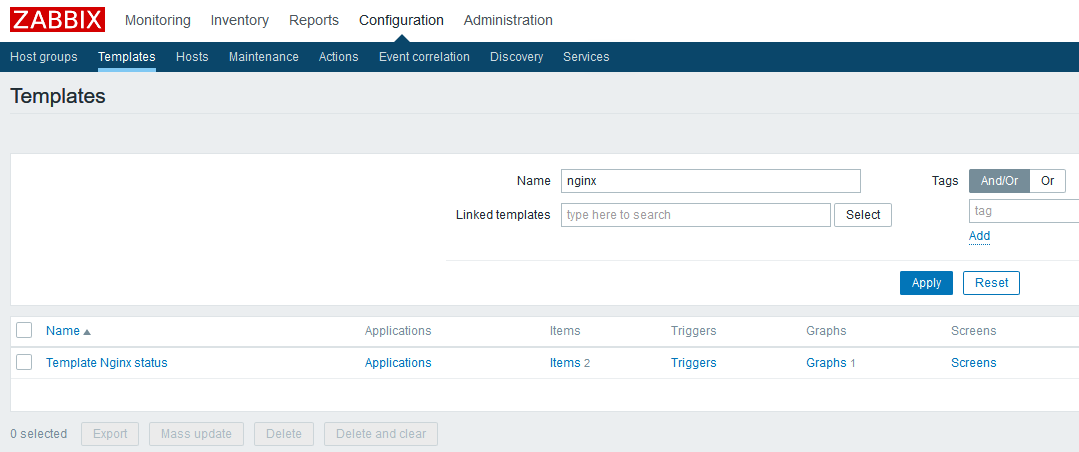 ZABBIX Monitoring Inventory Reports Configuration Administration
Host groups Templates Hosts Maintenance Actions Event correlation Discovery Services
Templates
Name nginx Tags And/Or Or
Linked templates type here to search Select tag
Add
Apply Reset
Name Applications Items Triggers Graphs Screens
Template Nginx status Applications Items 2 Triggers Graphs 1 Screens
0 selected Export Mass update Delete Delete and clear